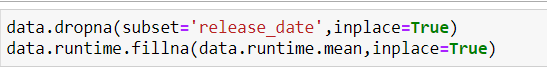 data.dropna(subset='release_date',inplace=True)
data.runtime.fillna(data.runtime.mean,inplace=True)